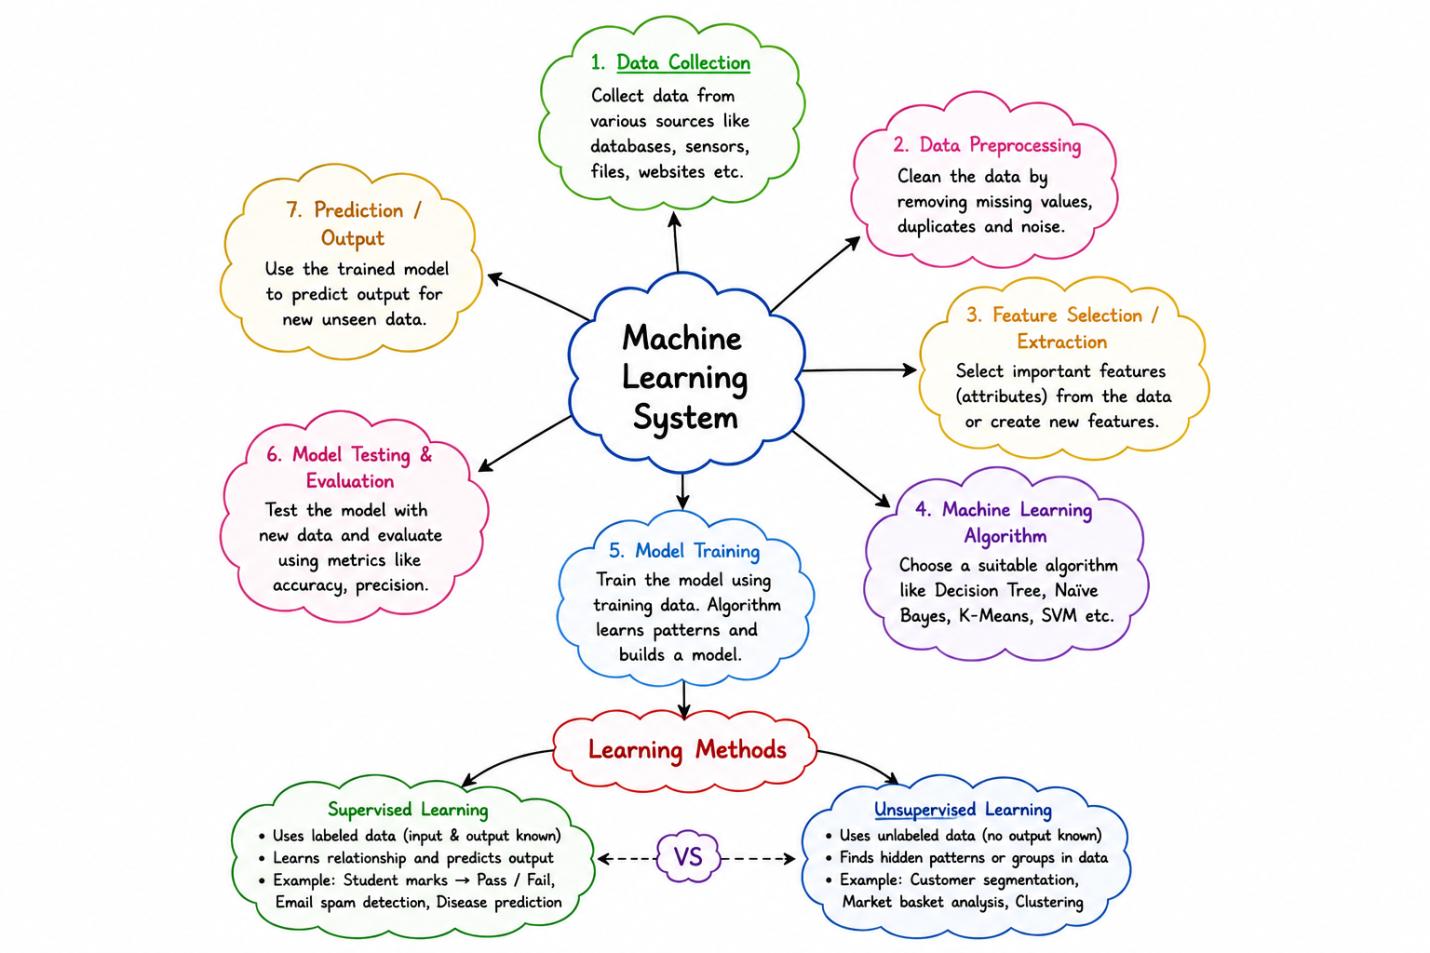 1. Data Collection
Collect data from
various sources like
databases, sensors,
files, websites etc.
2. Data Preprocessing
Clean the data by
removing missing values,
duplicates and noise.
3. Feature Selection /
Extraction
Select important features
(attributes) from the data
or create new features.
4. Machine Learning
Algorithm
Choose a suitable algorithm
like Decision Tree, Naïve
Bayes, K-Means, SVM etc.
5. Model Training
Train the model using
training data. Algorithm
learns patterns and
builds a model.
6. Model Testing &
Evaluation
Test the model with
new data and evaluate
using metrics like
accuracy, precision.
7. Prediction /
Output
Use the trained model
to predict output for
new unseen data.
Machine
Learning
System
Learning Methods
Supervised Learning
• Uses labeled data (input & output known)
• Learns relationship and predicts output
• Example: Student marks → Pass / Fail,
Email spam detection, Disease prediction
VS
Unsupervised Learning
• Uses unlabeled data (no output known)
• Finds hidden patterns or groups in data
• Example: Customer segmentation,
Market basket analysis, Clustering